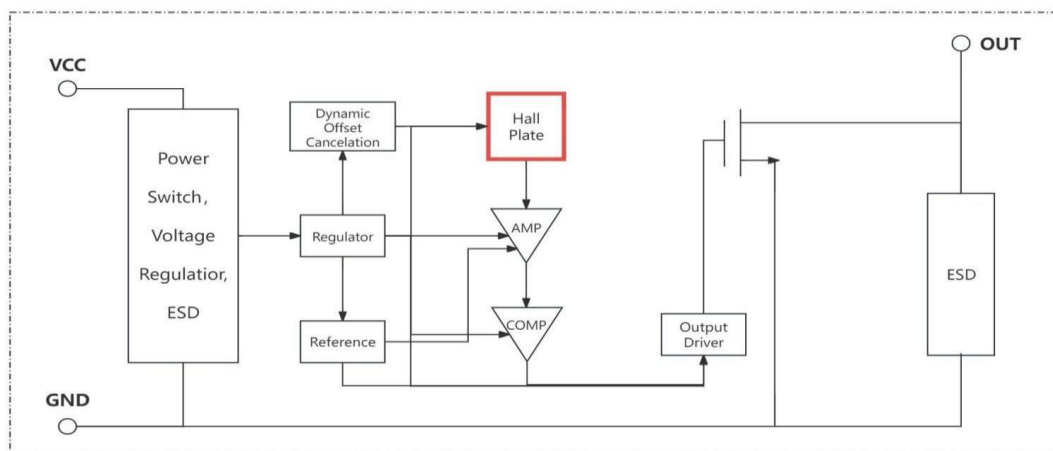 VCC
OUT
Power
Switch,
Voltage
Regulatior,
ESD
Dynamic
Offset
Cancelation
Hall
Plate
Regulator
AMP
Reference
COMP
Output
Driver
ESD
GND